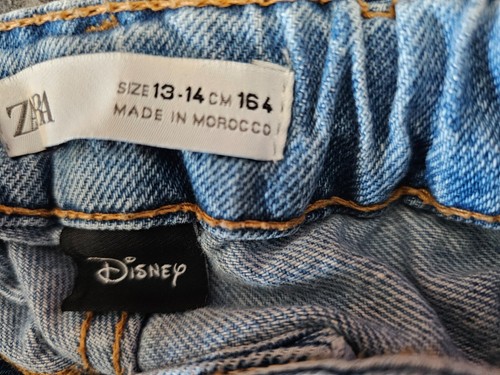 ZARA
SIZE 13-14 CM 164
MADE IN MOROCCO
DISNEY